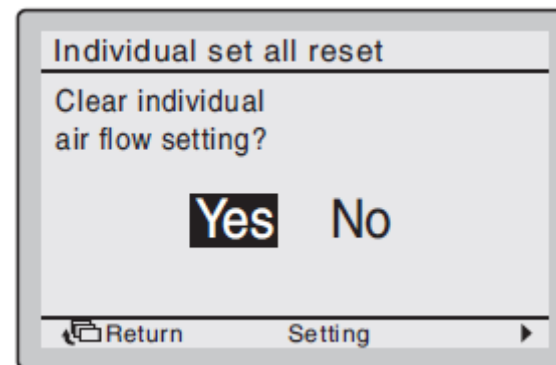 Individual set all reset
Clear individual
air flow setting?
Yes No
Return Setting